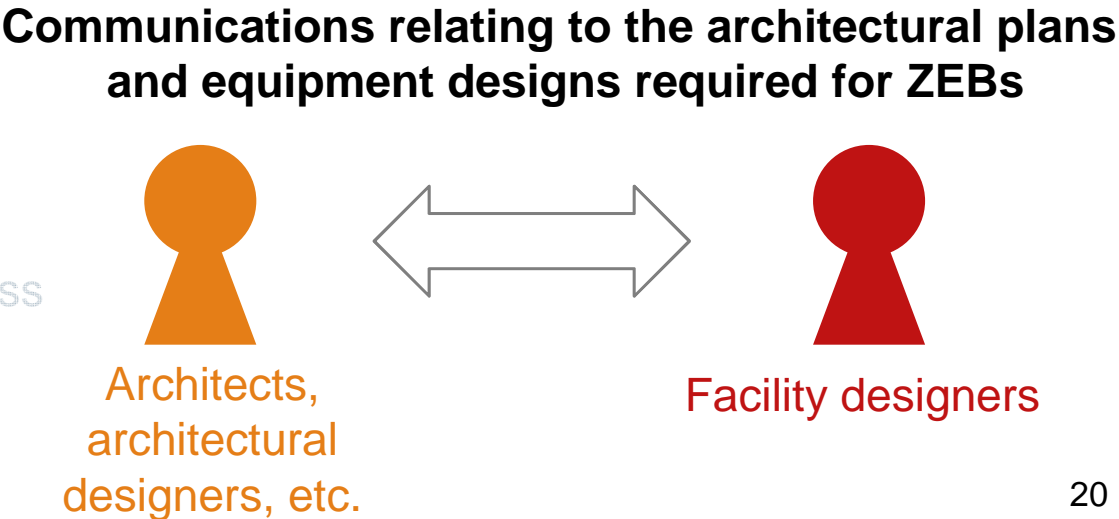 Communications relating to the architectural plans
and equipment designs required for ZEBs
ss
Architects,
architectural
designers, etc.
Facility designers
20